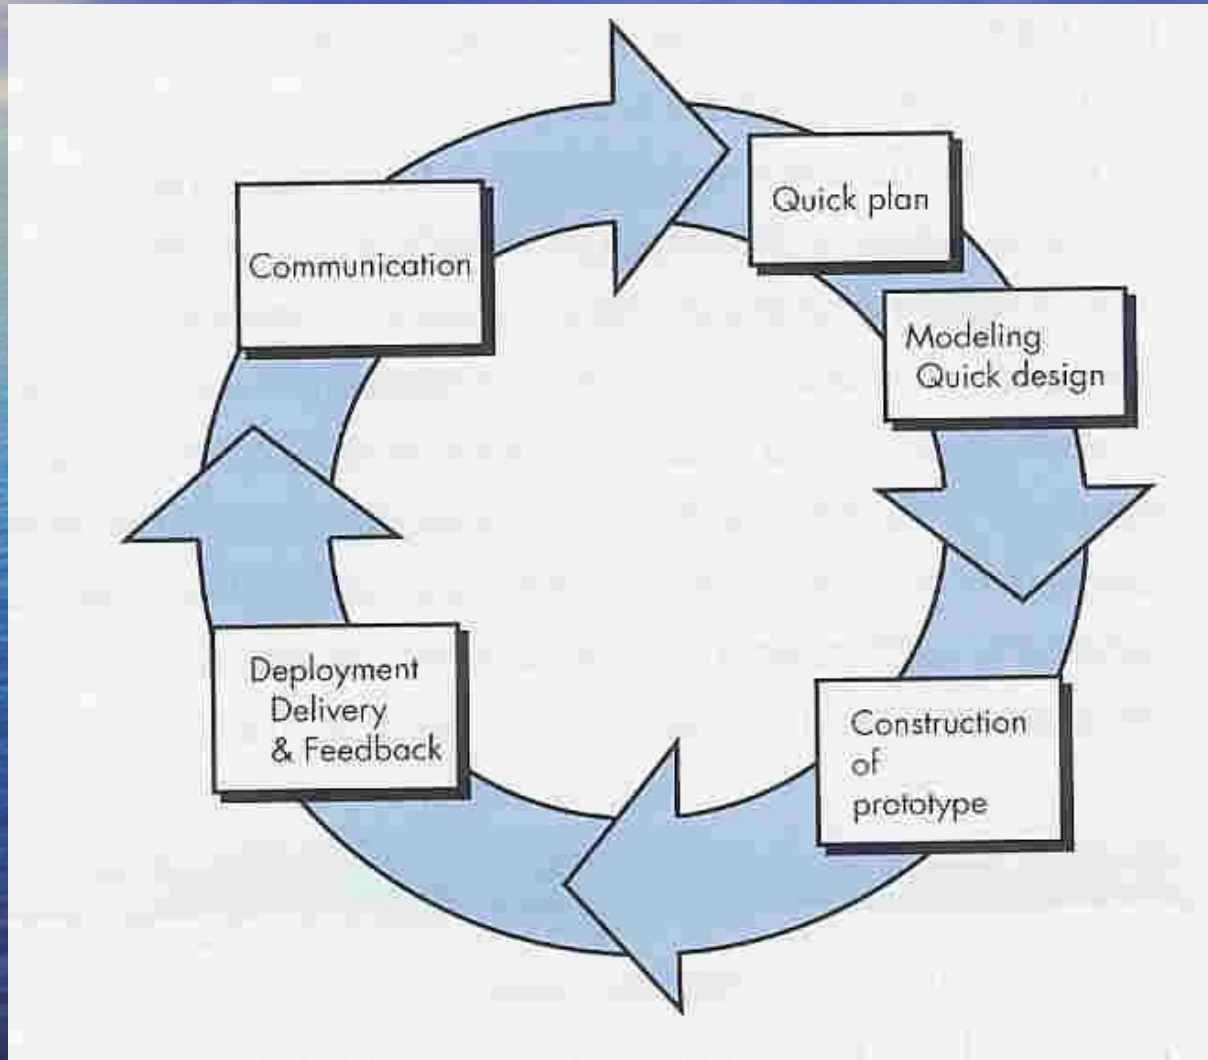 Communication
Quick plan
Modeling
Quick design
Construction
of
prototype
Deployment
Delivery
& Feedback